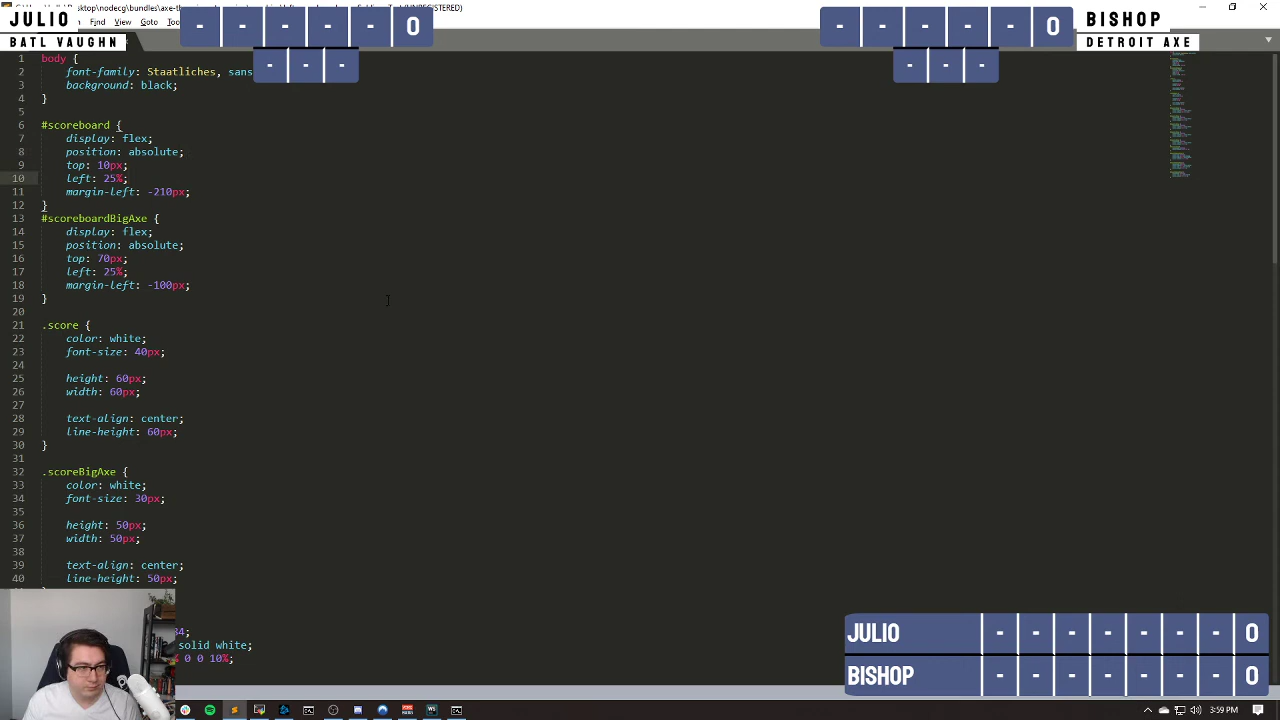 JULIO
BATL VAUGHN
- - - - - 0
- - -
- - - - - 0
- - -
BISHOP
DETROIT AXE
Find View Goto
1 body {
2 font-family: Staatliches, sans
3 background: black;
4 }
5
6 #scoreboard {
7 display: flex;
8 position: absolute;
9 top: 10px;
10 left: 25%;
11 margin-left: -210px;
12 }
13 #scoreboardBigAxe {
14 display: flex;
15 position: absolute;
16 top: 70px;
17 left: 25%;
18 margin-left: -100px;
19 }
20
21 .score {
22 color: white;
23 font-size: 40px;
24
25 height: 60px;
26 width: 60px;
27
28 text-align: center;
29 line-height: 60px;
30 }
31
32 .scoreBigAxe {
33 color: white;
34 font-size: 30px;
35
36 height: 50px;
37 width: 50px;
38
39 text-align: center;
40 line-height: 50px;
solid white;
0 0 10%;
JULIO - - - - - - - 0
BISHOP - - - - - - - 0
3:59 PM